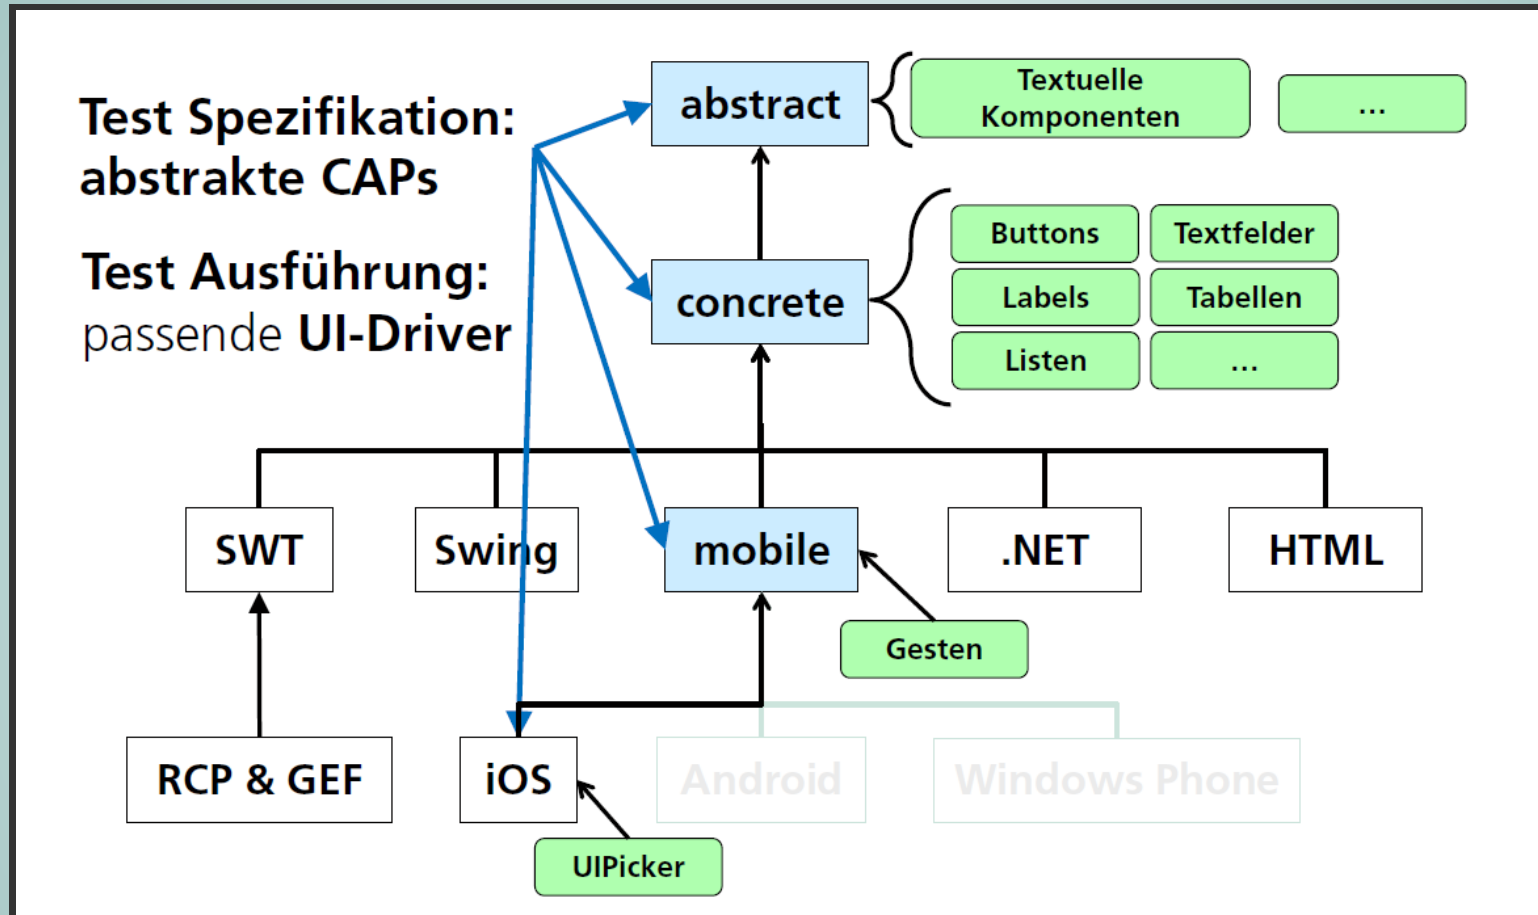 Test Spezifikation:
abstrakte CAPs
Test Ausführung:
passende UI-Driver
abstract
Textuelle
Komponenten
...
concrete
Buttons
Textfelder
Labels
Tabellen
Listen
...
SWT
Swing
mobile
.NET
HTML
Gesten
RCP & GEF
iOS
Android
Windows Phone
UIPicker